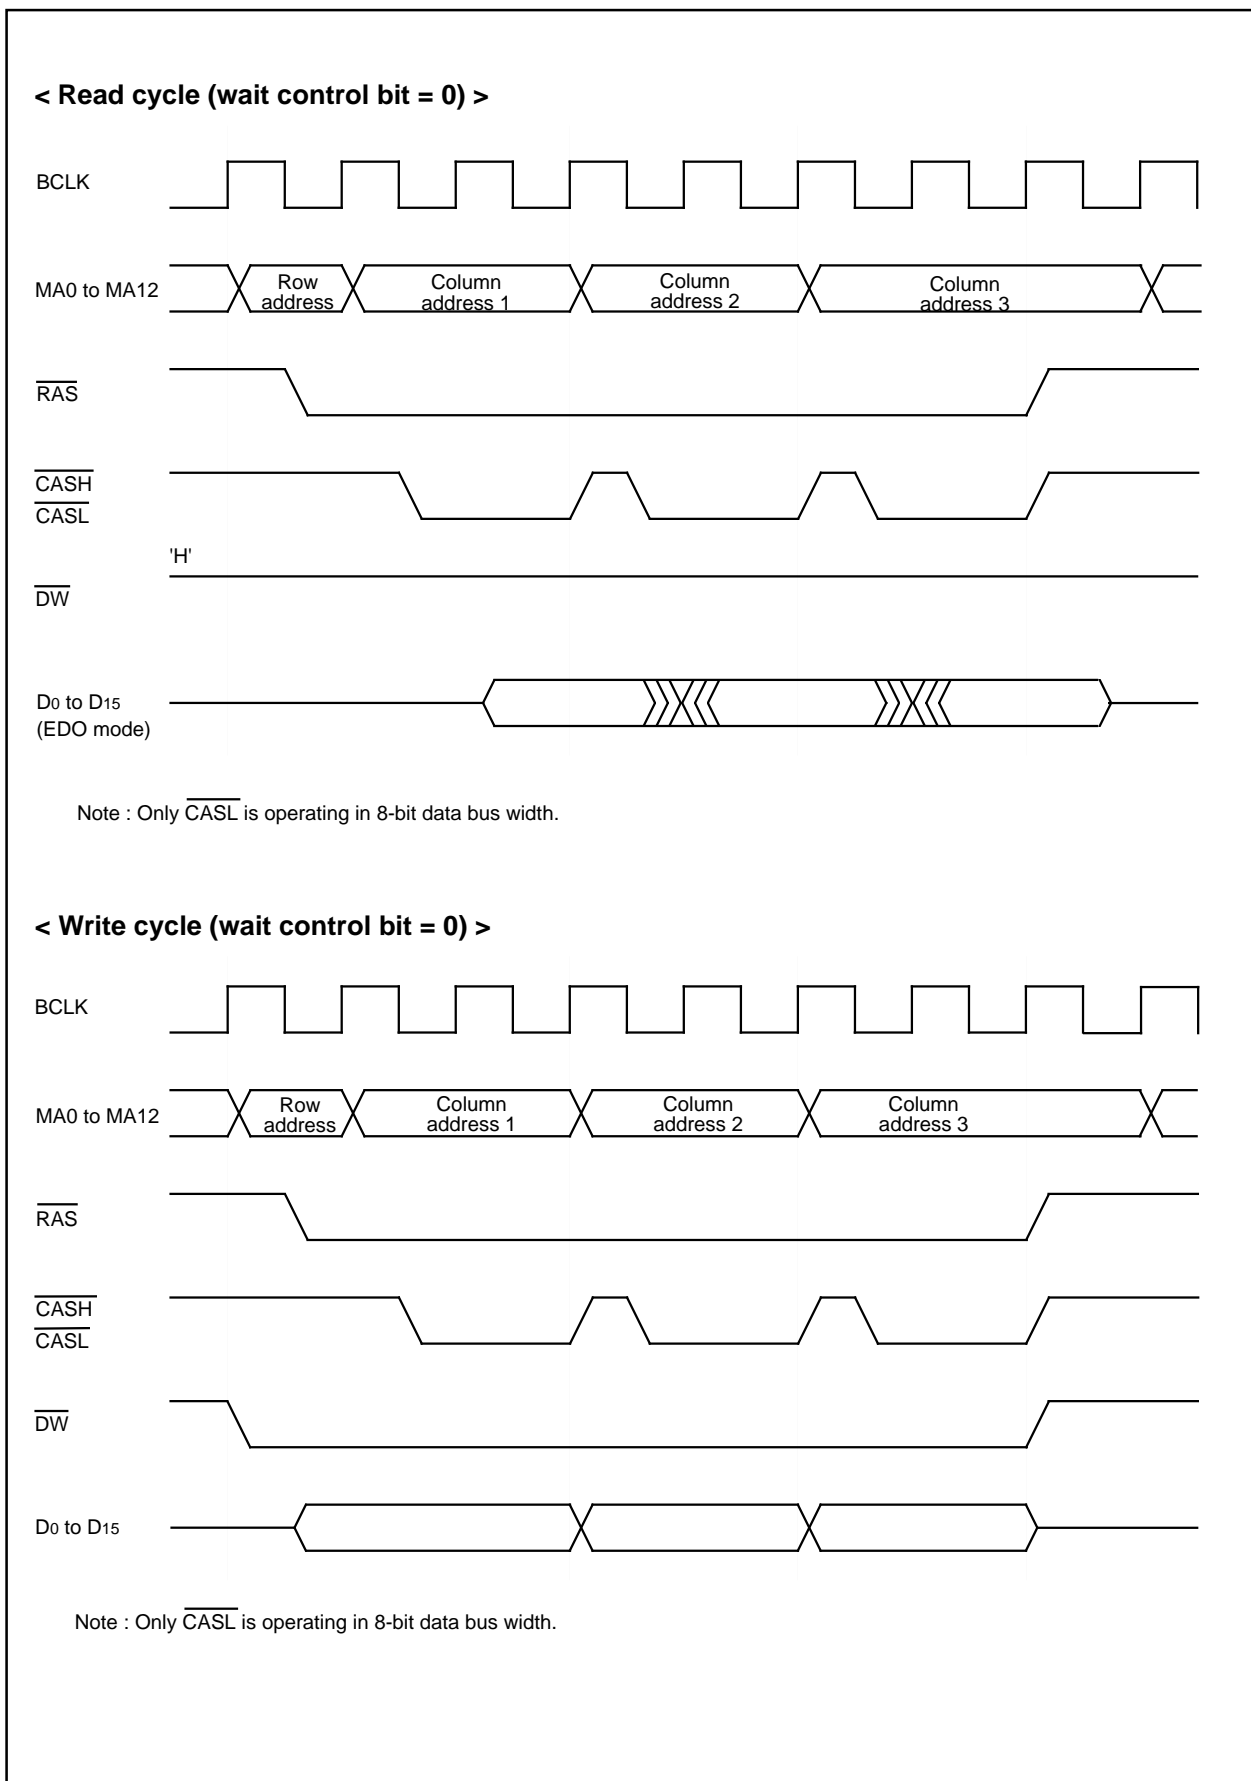 < Read cycle (wait control bit = 0) >
BCLK
MA0 to MA12
Row
address
Column
address 1
Column
address 2
Column
address 3
RAS
CASH
CASL
'H'
DW
D0 to D15
(EDO mode)
Note : Only CASL is operating in 8-bit data bus width.
< Write cycle (wait control bit = 0) >
BCLK
MA0 to MA12
Row
address
Column
address 1
Column
address 2
Column
address 3
RAS
CASH
CASL
DW
D0 to D15
Note : Only CASL is operating in 8-bit data bus width.